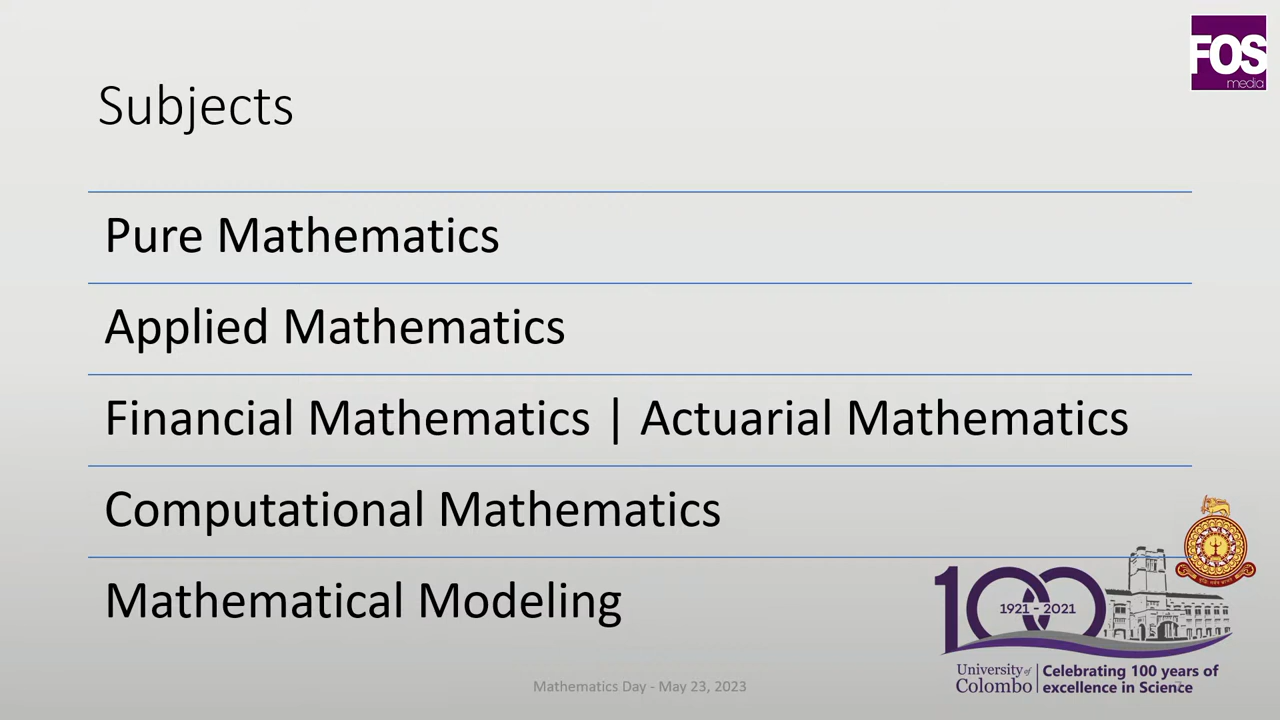 FOS
media
Subjects
Pure Mathematics
Applied Mathematics
Financial Mathematics | Actuarial Mathematics
Computational Mathematics
Mathematical Modeling
100
1921 - 2021
University of
Colombo
Celebrating 100 years of
excellence in Science
Mathematics Day - May 23, 2023